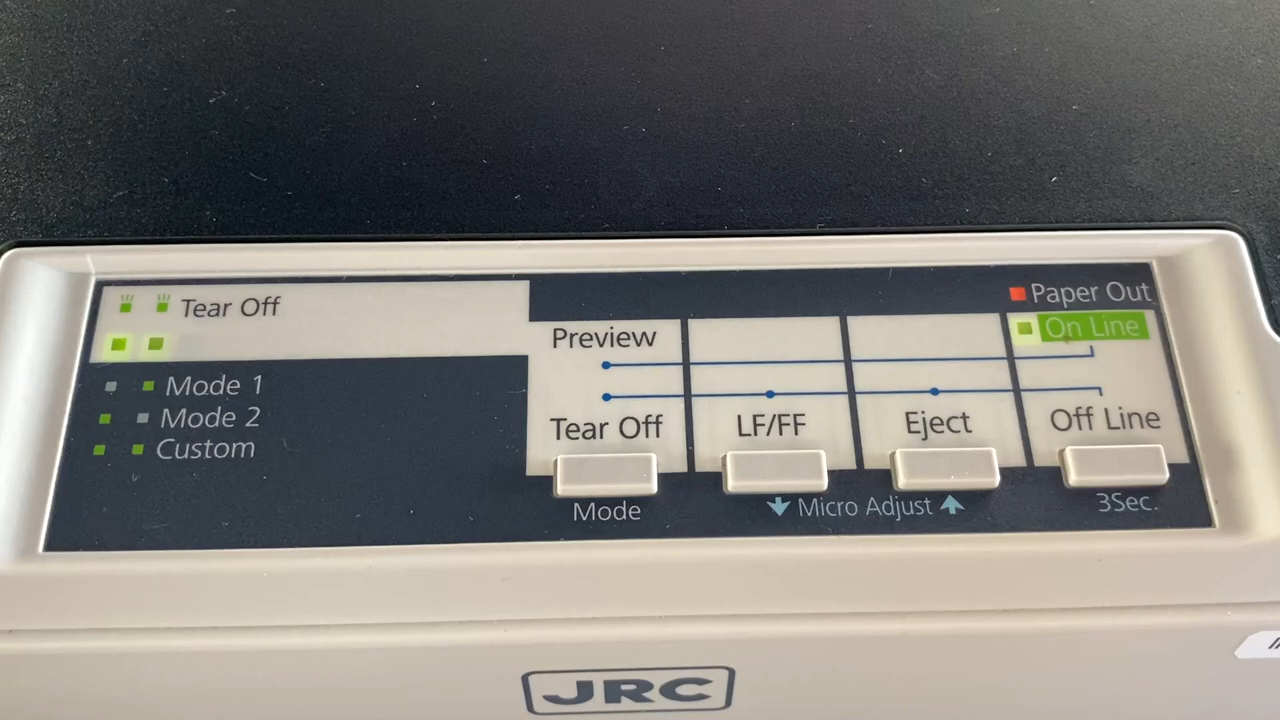 Tear Off
Mode 1
Mode 2
Custom
Preview
Tear Off
Mode
LF/FF
Eject
Micro Adjust
Paper Out
On Line
Off Line
3Sec.
JRC